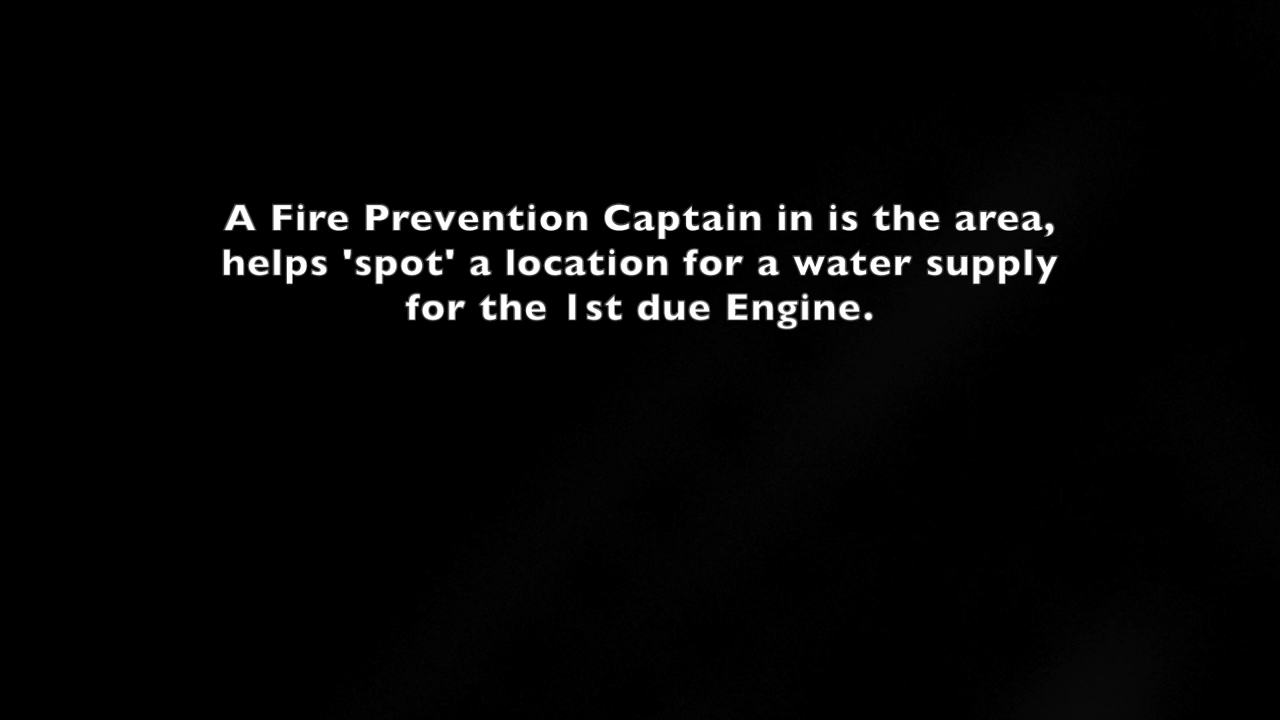 A Fire Prevention Captain in is the area,
helps 'spot' a location for a water supply
for the 1st due Engine.